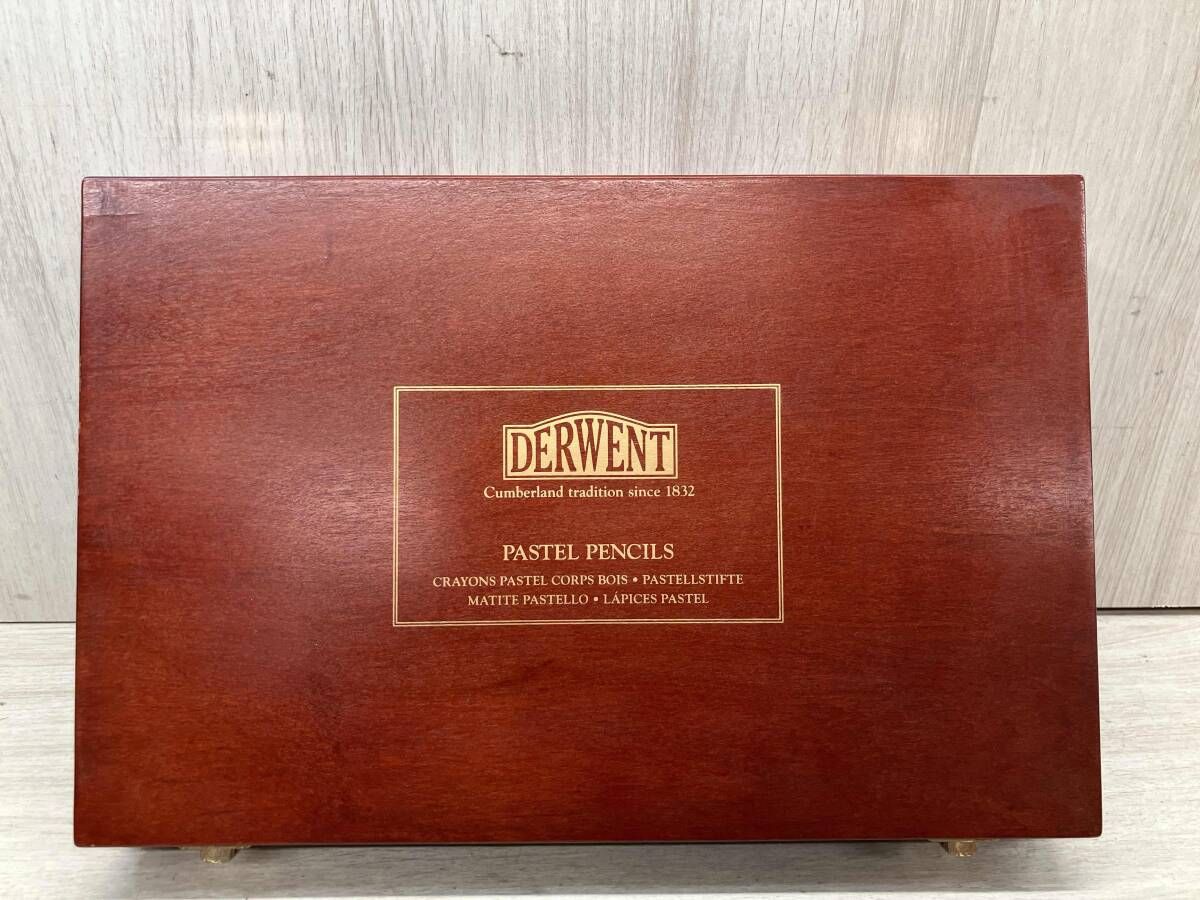 DERWENT
Cumberland tradition since 1832
PASTEL PENCILS
CRAYONS PASTEL CORPS BOIS • PASTELLSTIFTE
MATITE PASTELLO • LÁPICES PASTEL